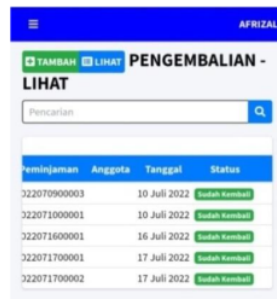 AFRIZAL
TAMBAH LIHAT PENGEMBALIAN -
LIHAT
Pencarian
Peminjaman Anggota Tanggal Status
022070900003 10 Juli 2022 Sudah Kembali
022071000001 10 Juli 2022 Sudah Kembali
022071600001 16 Juli 2022 Sudah Kembali
022071700001 17 Juli 2022 Sudah Kembali
022071700002 17 Juli 2022 Sudah Kembali